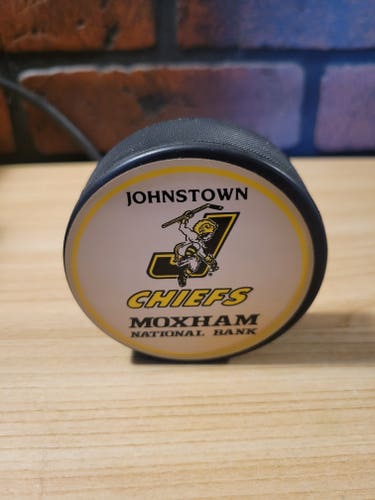 JOHNSTOWN
J
CHIEFS
MOXHAM
NATIONAL BANK